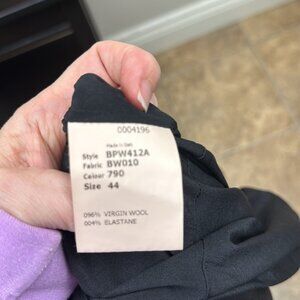 0004196
Made in Italy
Style BPW412A
Fabric BW010
Colour 790
Size 44
096% VIRGIN WOOL
004% ELASTANE